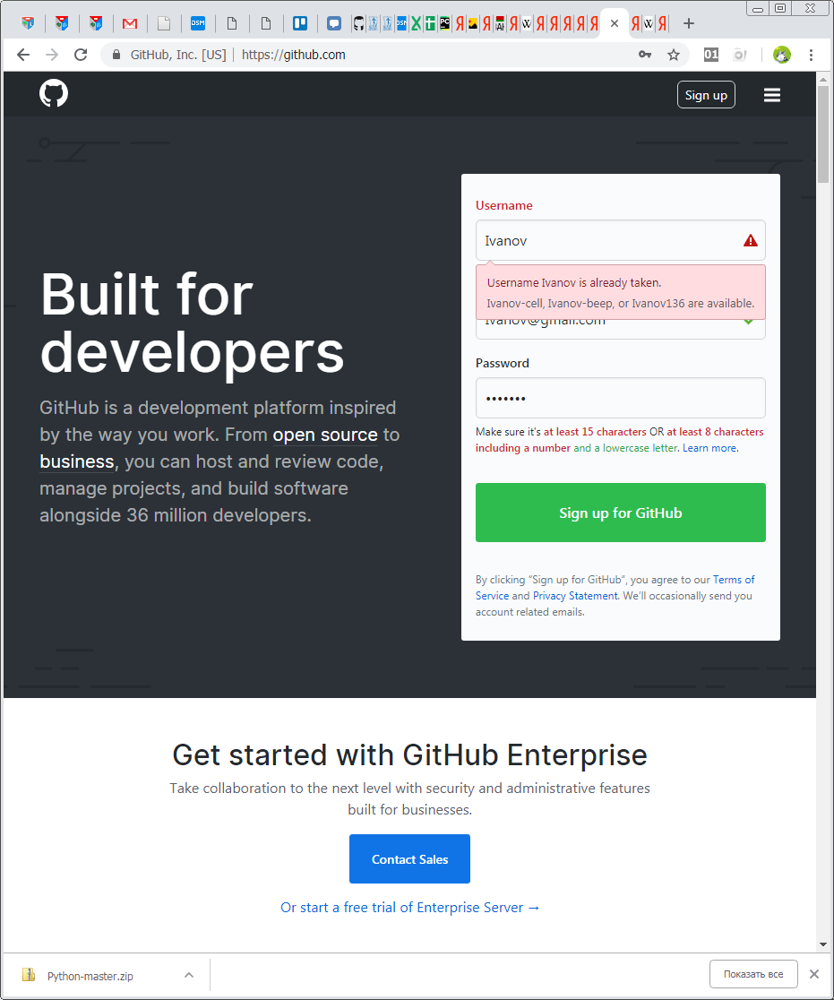 GitHub, Inc. [US] | https://github.com
01
Sign up
Username
Ivanov
Username Ivanov is already taken.
Ivanov-cell, Ivanov-beep, or Ivanov136 are available.
Ivanov@gmail.com
Password
•••••••
Make sure it's at least 15 characters OR at least 8 characters
including a number and a lowercase letter. Learn more.
Sign up for GitHub
By clicking “Sign up for GitHub”, you agree to our Terms of
Service and Privacy Statement. We’ll occasionally send you
account related emails.
Built for
developers
GitHub is a development platform inspired
by the way you work. From open source to
business, you can host and review code,
manage projects, and build software
alongside 36 million developers.
Get started with GitHub Enterprise
Take collaboration to the next level with security and administrative features
built for businesses.
Contact Sales
Or start a free trial of Enterprise Server →
Python-master.zip
Показать все